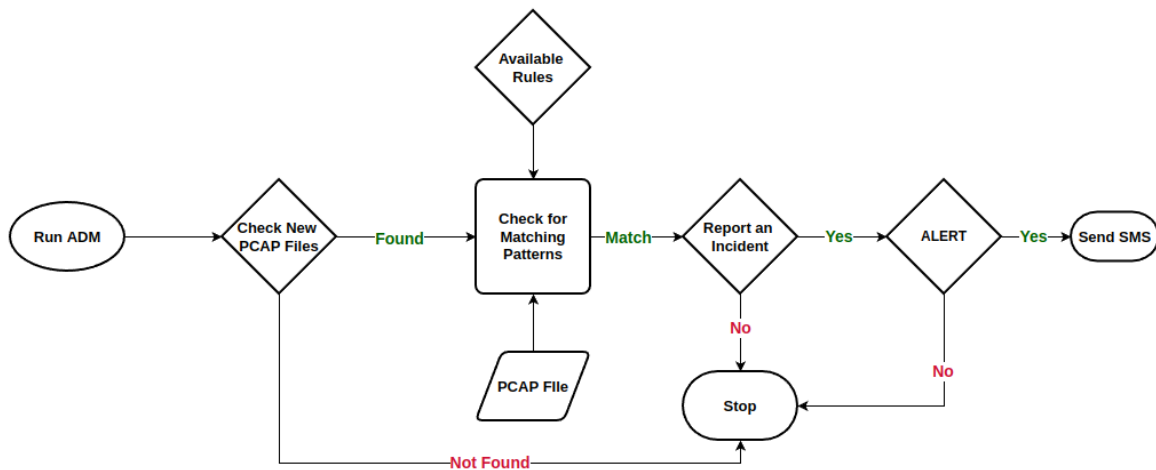 Available
Rules
Run ADM
Check New
PCAP Files
Found
Check for
Matching
Patterns
Match
Report an
Incident
Yes
ALERT
Yes
Send SMS
No
No
PCAP FIle
Stop
Not Found